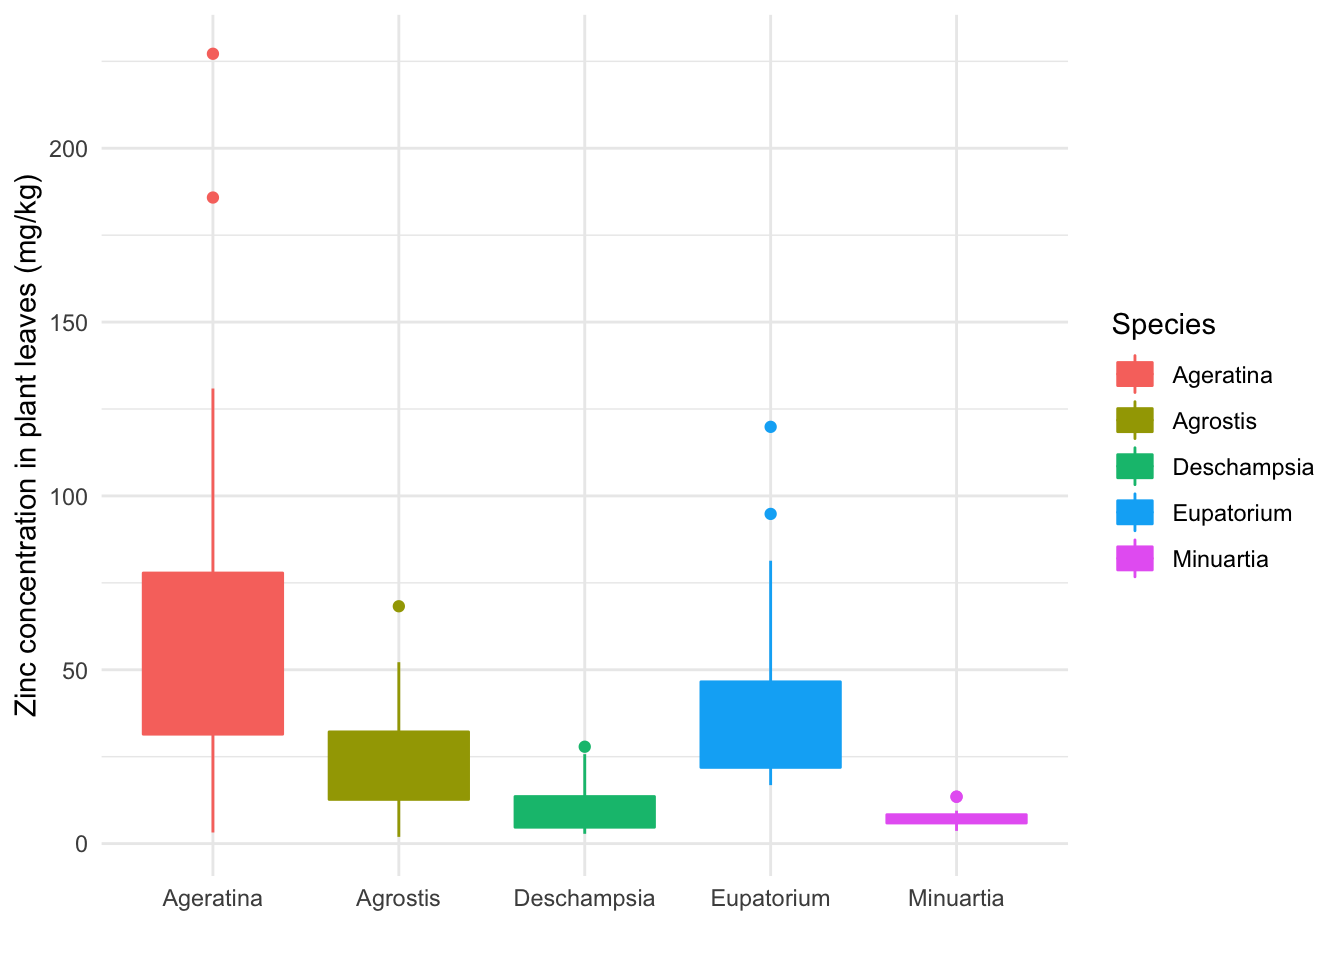 Zinc concentration in plant leaves (mg/kg)
200
150
100
50
0
Ageratina
Agrostis
Deschampsia
Eupatorium
Minuartia
Species
Ageratina
Agrostis
Deschampsia
Eupatorium
Minuartia